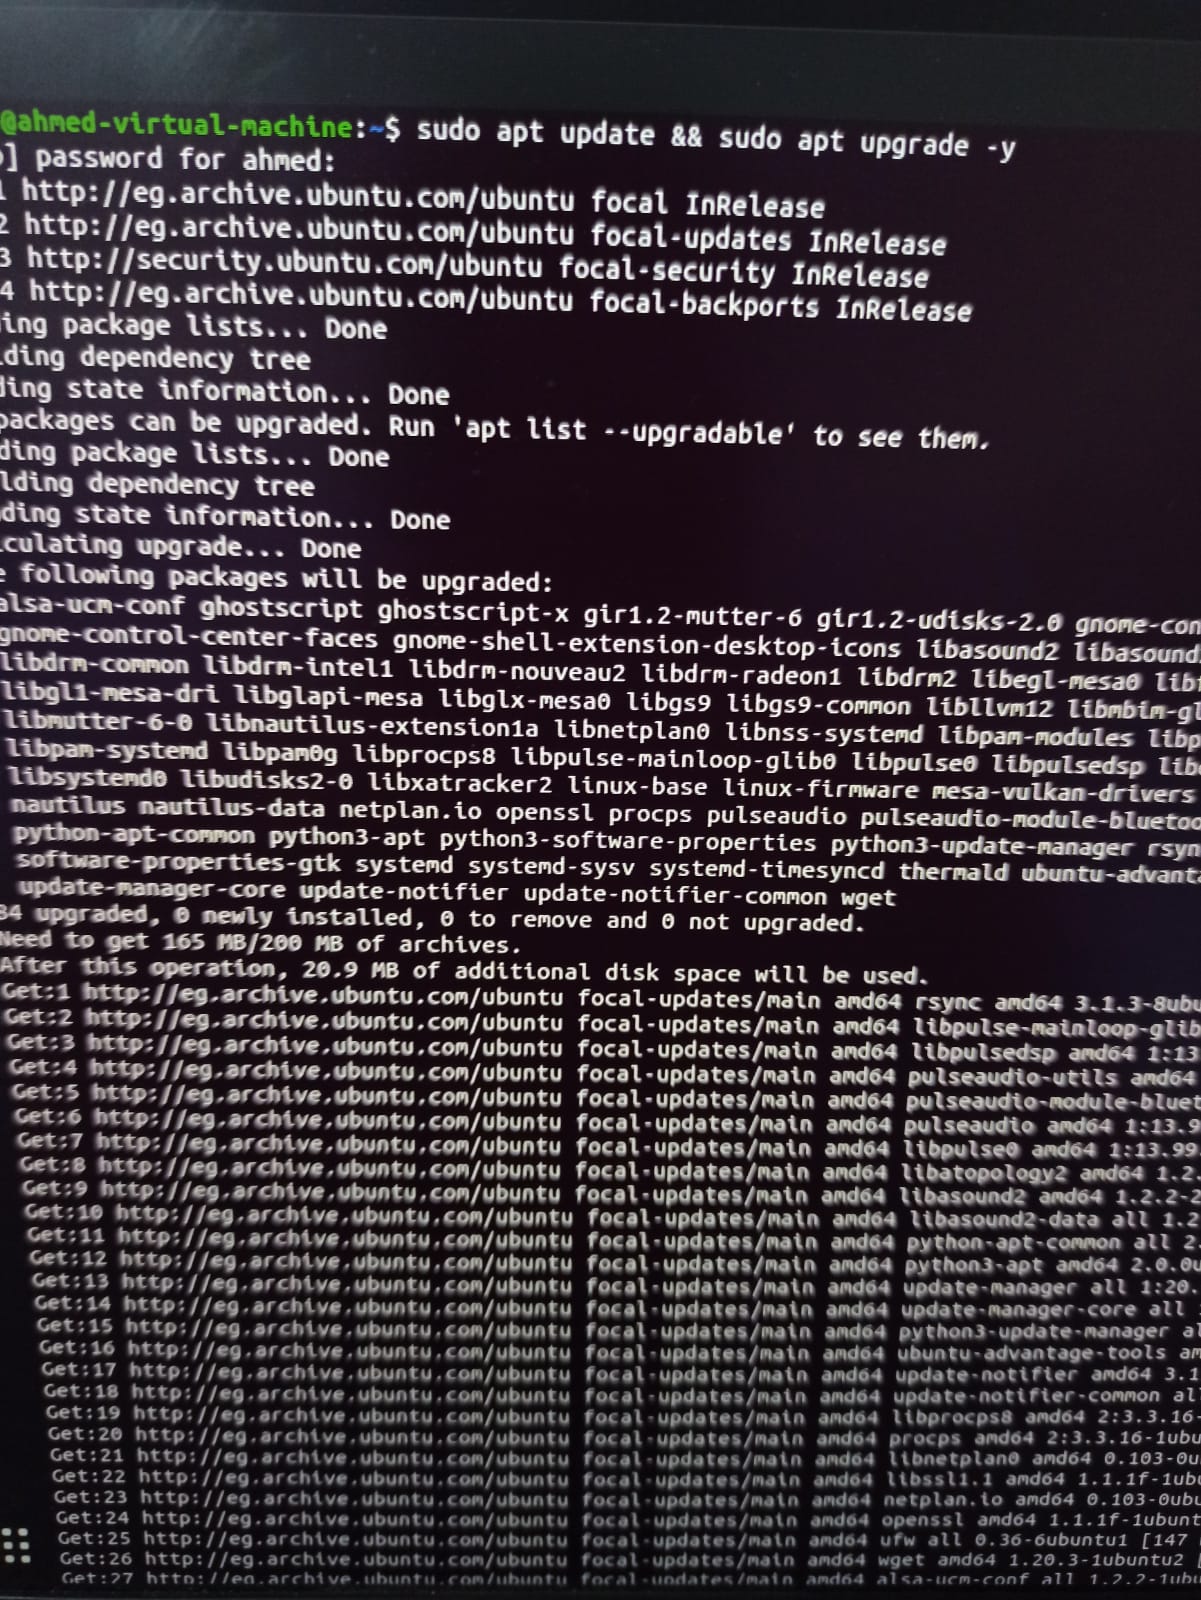 @ahmed-virtual-machine:~$ sudo apt update && sudo apt upgrade -y
] password for ahmed:
1 http://eg.archive.ubuntu.com/ubuntu focal InRelease
2 http://eg.archive.ubuntu.com/ubuntu focal-updates InRelease
3 http://security.ubuntu.com/ubuntu focal-security InRelease
4 http://eg.archive.ubuntu.com/ubuntu focal-backports InRelease
ing package lists... Done
lding dependency tree
ding state information... Done
packages can be upgraded. Run 'apt list --upgradable' to see them.
ding package lists... Done
lding dependency tree
ding state information... Done
culating upgrade... Done
e following packages will be upgraded:
alsa-ucm-conf ghostscript ghostscript-x gir1.2-mutter-6 gir1.2-udisks-2.0 gnome-con
gnome-control-center-faces gnome-shell-extension-desktop-icons libasound2 libasound
libdrm-common libdrm-intel1 libdrm-nouveau2 libdrm-radeon1 libdrm2 libegl-mesa0
libgl1-mesa-dri libglapi-mesa libglx-mesa0 libgs9 libgs9-common libllvm12 libmbim-gl
libmutter-6-0 libnautilus-extension1a libnetplan0 libnss-systemd libpam-modules libp
libpam-systemd libpam0g libprocps8 libpulse-mainloop-glib0 libpulse0 libpulsedsp
libsystemd0 libudisks2-0 libxatracker2 linux-base linux-firmware mesa-vulkan-drivers
nautilus nautilus-data netplan.io openssl procps pulseaudio pulseaudio-module-bluetoo
python-apt-common python3-apt python3-software-properties python3-update-manager rsyn
software-properties-gtk systemd systemd-sysv systemd-timesyncd thermald ubuntu-advanta
update-manager-core update-notifier update-notifier-common wget
84 upgraded, 0 newly installed, 0 to remove and 0 not upgraded.
Need to get 165 MB/200 MB of archives.
After this operation, 20.9 MB of additional disk space will be used.
Get:1 http://eg.archive.ubuntu.com/ubuntu focal-updates/main amd64 rsync amd64 3.1.3-8ubu
Get:2 http://eg.archive.ubuntu.com/ubuntu focal-updates/main amd64 libpulse-mainloop-glib
Get:3 http://eg.archive.ubuntu.com/ubuntu focal-updates/main amd64 libpulsedsp amd64 1:13
Get:4 http://eg.archive.ubuntu.com/ubuntu focal-updates/main amd64 pulseaudio-utils amd64
Get:5 http://eg.archive.ubuntu.com/ubuntu focal-updates/main amd64 pulseaudio-module-bluet
Get:6 http://eg.archive.ubuntu.com/ubuntu focal-updates/main amd64 pulseaudio amd64 1:13.9
Get:7 http://eg.archive.ubuntu.com/ubuntu focal-updates/main amd64 libpulse0 amd64 1:13.99
Get:8 http://eg.archive.ubuntu.com/ubuntu focal-updates/main amd64 libatopology2 amd64 1.2
Get:9 http://eg.archive.ubuntu.com/ubuntu focal-updates/main amd64 libasound2 amd64 1.2.2-2
Get:10 http://eg.archive.ubuntu.com/ubuntu focal-updates/main amd64 libasound2-data all 1.2
Get:11 http://eg.archive.ubuntu.com/ubuntu focal-updates/main amd64 python-apt-common all 2.
Get:12 http://eg.archive.ubuntu.com/ubuntu focal-updates/main amd64 python3-apt amd64 2.0.0u
Get:13 http://eg.archive.ubuntu.com/ubuntu focal-updates/main amd64 update-manager all 1:20.
Get:14 http://eg.archive.ubuntu.com/ubuntu focal-updates/main amd64 update-manager-core all
Get:15 http://eg.archive.ubuntu.com/ubuntu focal-updates/main amd64 python3-update-manager al
Get:16 http://eg.archive.ubuntu.com/ubuntu focal-updates/main amd64 ubuntu-advantage-tools am
Get:17 http://eg.archive.ubuntu.com/ubuntu focal-updates/main amd64 update-notifier amd64 3.1
Get:18 http://eg.archive.ubuntu.com/ubuntu focal-updates/main amd64 update-notifier-common al
Get:19 http://eg.archive.ubuntu.com/ubuntu focal-updates/main amd64 libprocps8 amd64 2:3.3.16-
Get:20 http://eg.archive.ubuntu.com/ubuntu focal-updates/main amd64 procps amd64 2:3.3.16-1ubu
Get:21 http://eg.archive.ubuntu.com/ubuntu focal-updates/main amd64 libnetplan0 amd64 0.103-0u
Get:22 http://eg.archive.ubuntu.com/ubuntu focal-updates/main amd64 libssl1.1 amd64 1.1.1f-1ubu
Get:23 http://eg.archive.ubuntu.com/ubuntu focal-updates/main amd64 netplan.io amd64 0.103-0ubu
Get:24 http://eg.archive.ubuntu.com/ubuntu focal-updates/main amd64 openssl amd64 1.1.1f-1ubunt
Get:25 http://eg.archive.ubuntu.com/ubuntu focal-updates/main amd64 ufw all 0.36-6ubuntu1 [147
Get:26 http://eg.archive.ubuntu.com/ubuntu focal-updates/main amd64 wget amd64 1.20.3-1ubuntu2 [
Get:27 http://eg.archive.ubuntu.com/ubuntu focal-updates/main amd64 alsa-ucm-conf all 1.2.2-1ub